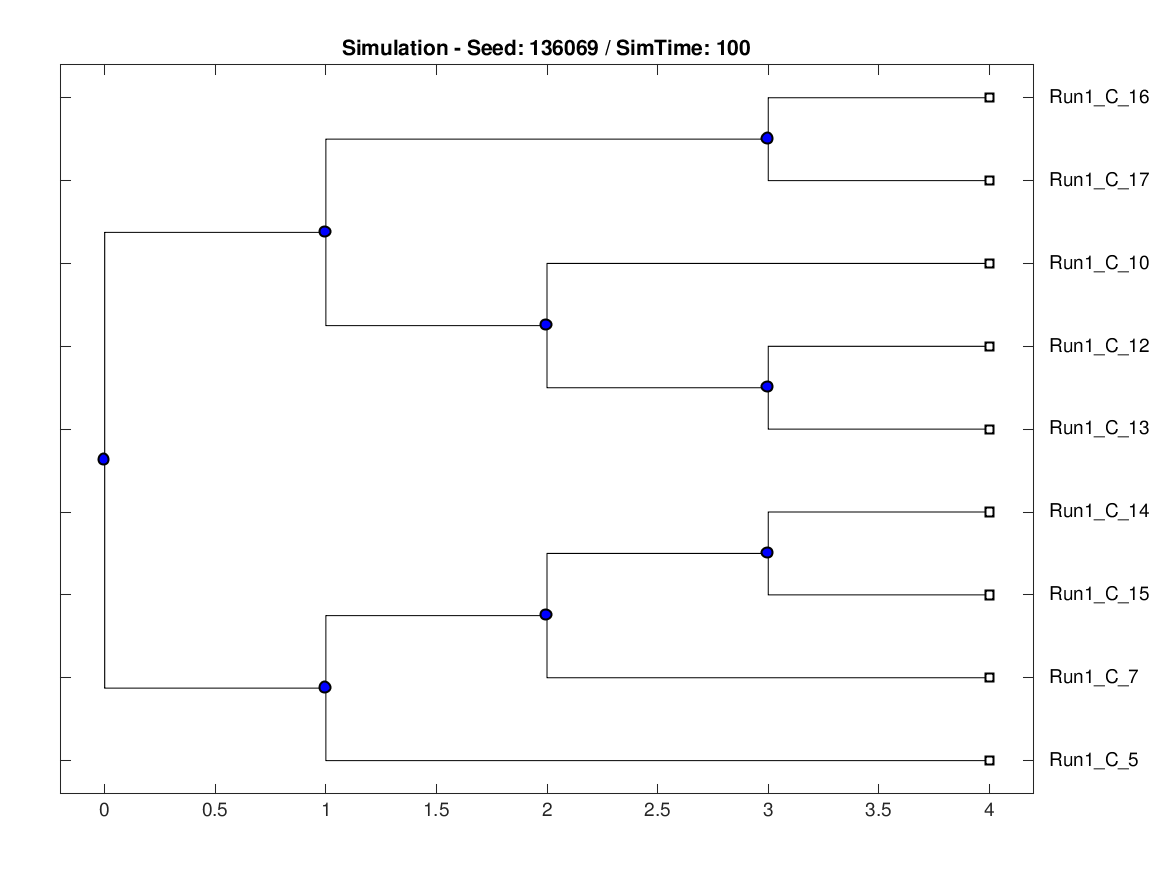 Simulation - Seed: 136069 / SimTime: 100
Run1_C_16
Run1_C_17
Run1_C_10
Run1_C_12
Run1_C_13
Run1_C_14
Run1_C_15
Run1_C_7
Run1_C_5
0 0.5 1 1.5 2 2.5 3 3.5 4